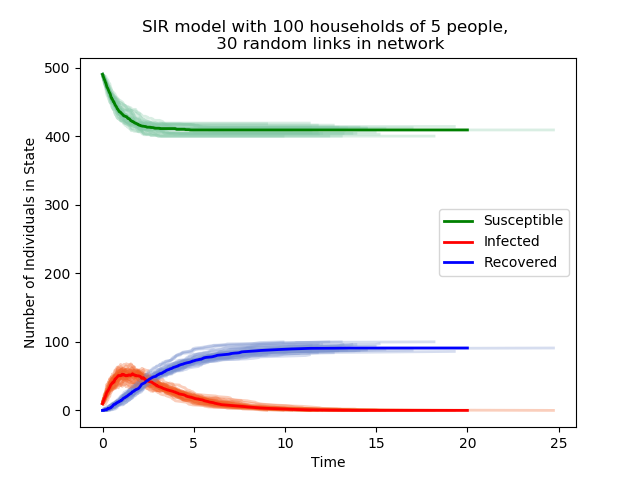 SIR model with 100 households of 5 people,
30 random links in network
500
400
300
200
100
0
Number of Individuals in State
Susceptible
Infected
Recovered
0 5 10 15 20 25
Time